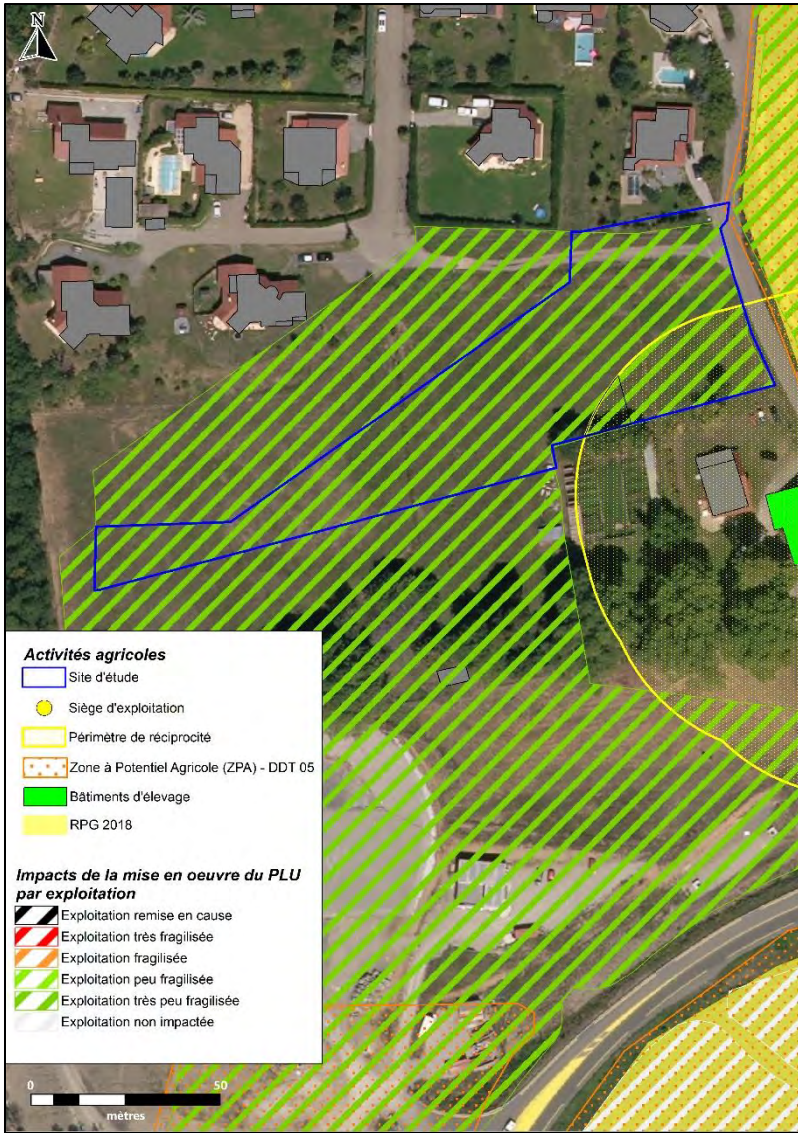 N
Activités agricoles
Site d'étude
Siège d'exploitation
Périmètre de réciprocité
Zone à Potentiel Agricole (ZPA) - DDT 05
Bâtiments d'élevage
RPG 2018
Impacts de la mise en oeuvre du PLU
par exploitation
Exploitation remise en cause
Exploitation très fragilisée
Exploitation fragilisée
Exploitation peu fragilisée
Exploitation très peu fragilisée
Exploitation non impactée
0 50
mètres